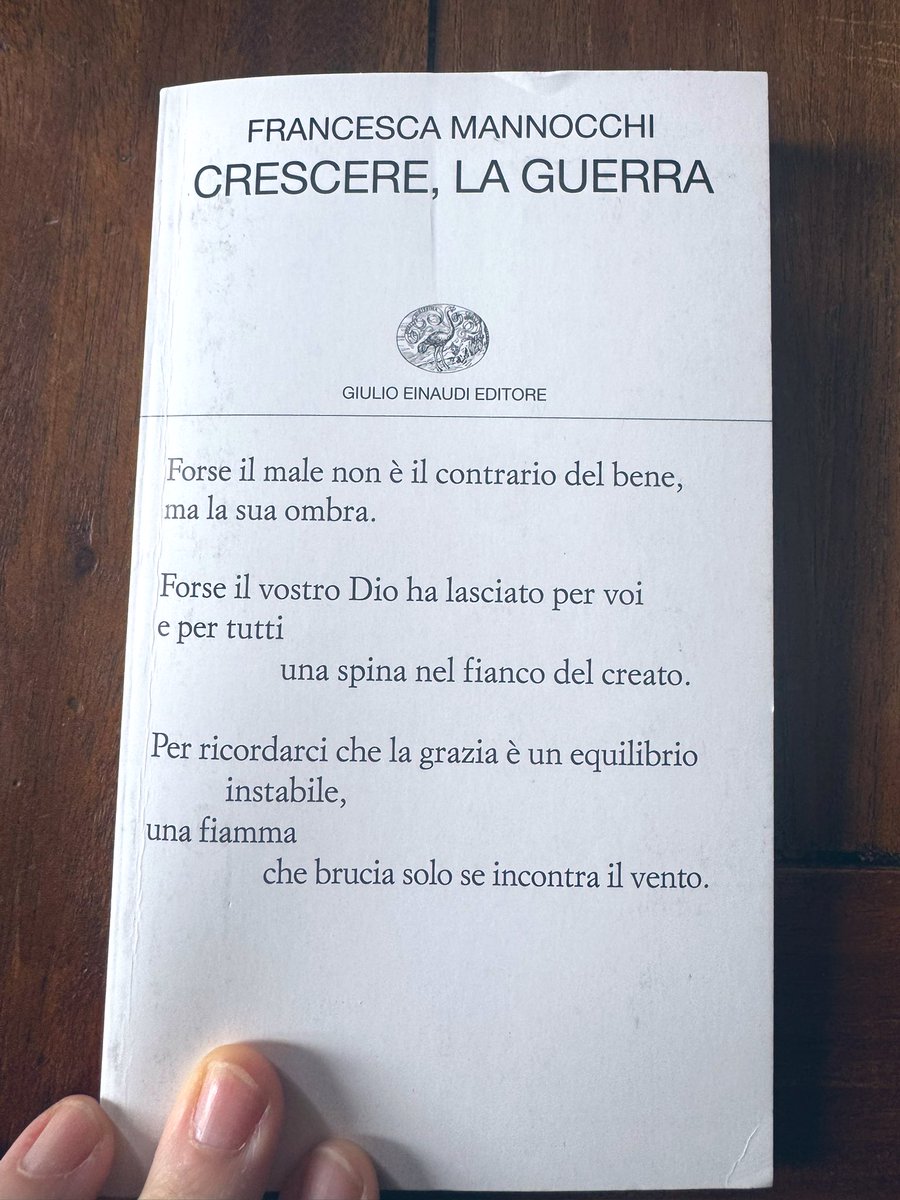 FRANCESCA MANNOCCHI
CRESCERE, LA GUERRA
GIULIO EINAUDI EDITORE
Forse il male non è il contrario del bene,
ma la sua ombra.
Forse il vostro Dio ha lasciato per voi
e per tutti
una spina nel fianco del creato.
Per ricordarci che la grazia è un equilibrio
instabile,
una fiamma
che brucia solo se incontra il vento.